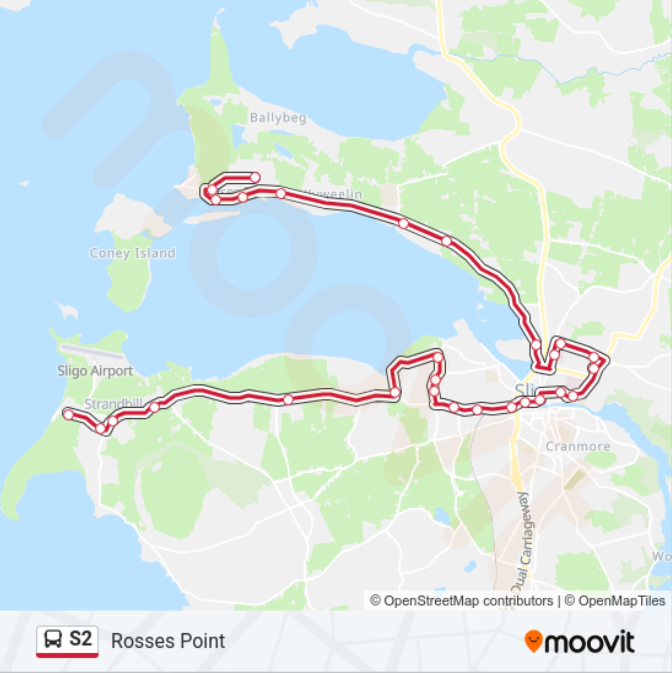 Ballybeg
Coney Island
Sligo Airport
Strandhill
Cranmore
Dual Carriageway
© OpenStreetMap contributors | © OpenMapTiles
S2 Rosses Point
moovit